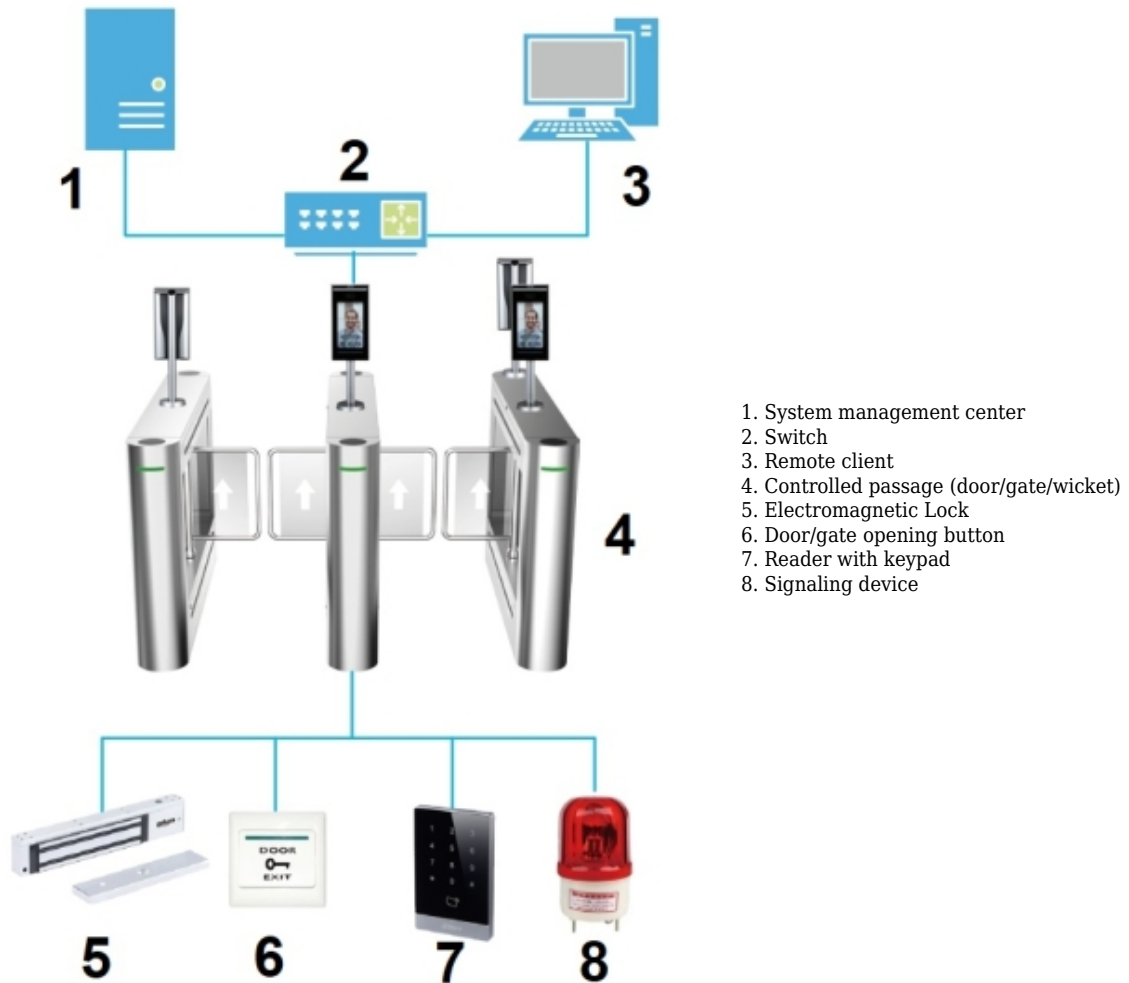 1
2
3
4
DOOR
EXIT
5
6
7
8
1. System management center
2. Switch
3. Remote client
4. Controlled passage (door/gate/wicket)
5. Electromagnetic Lock
6. Door/gate opening button
7. Reader with keypad
8. Signaling device